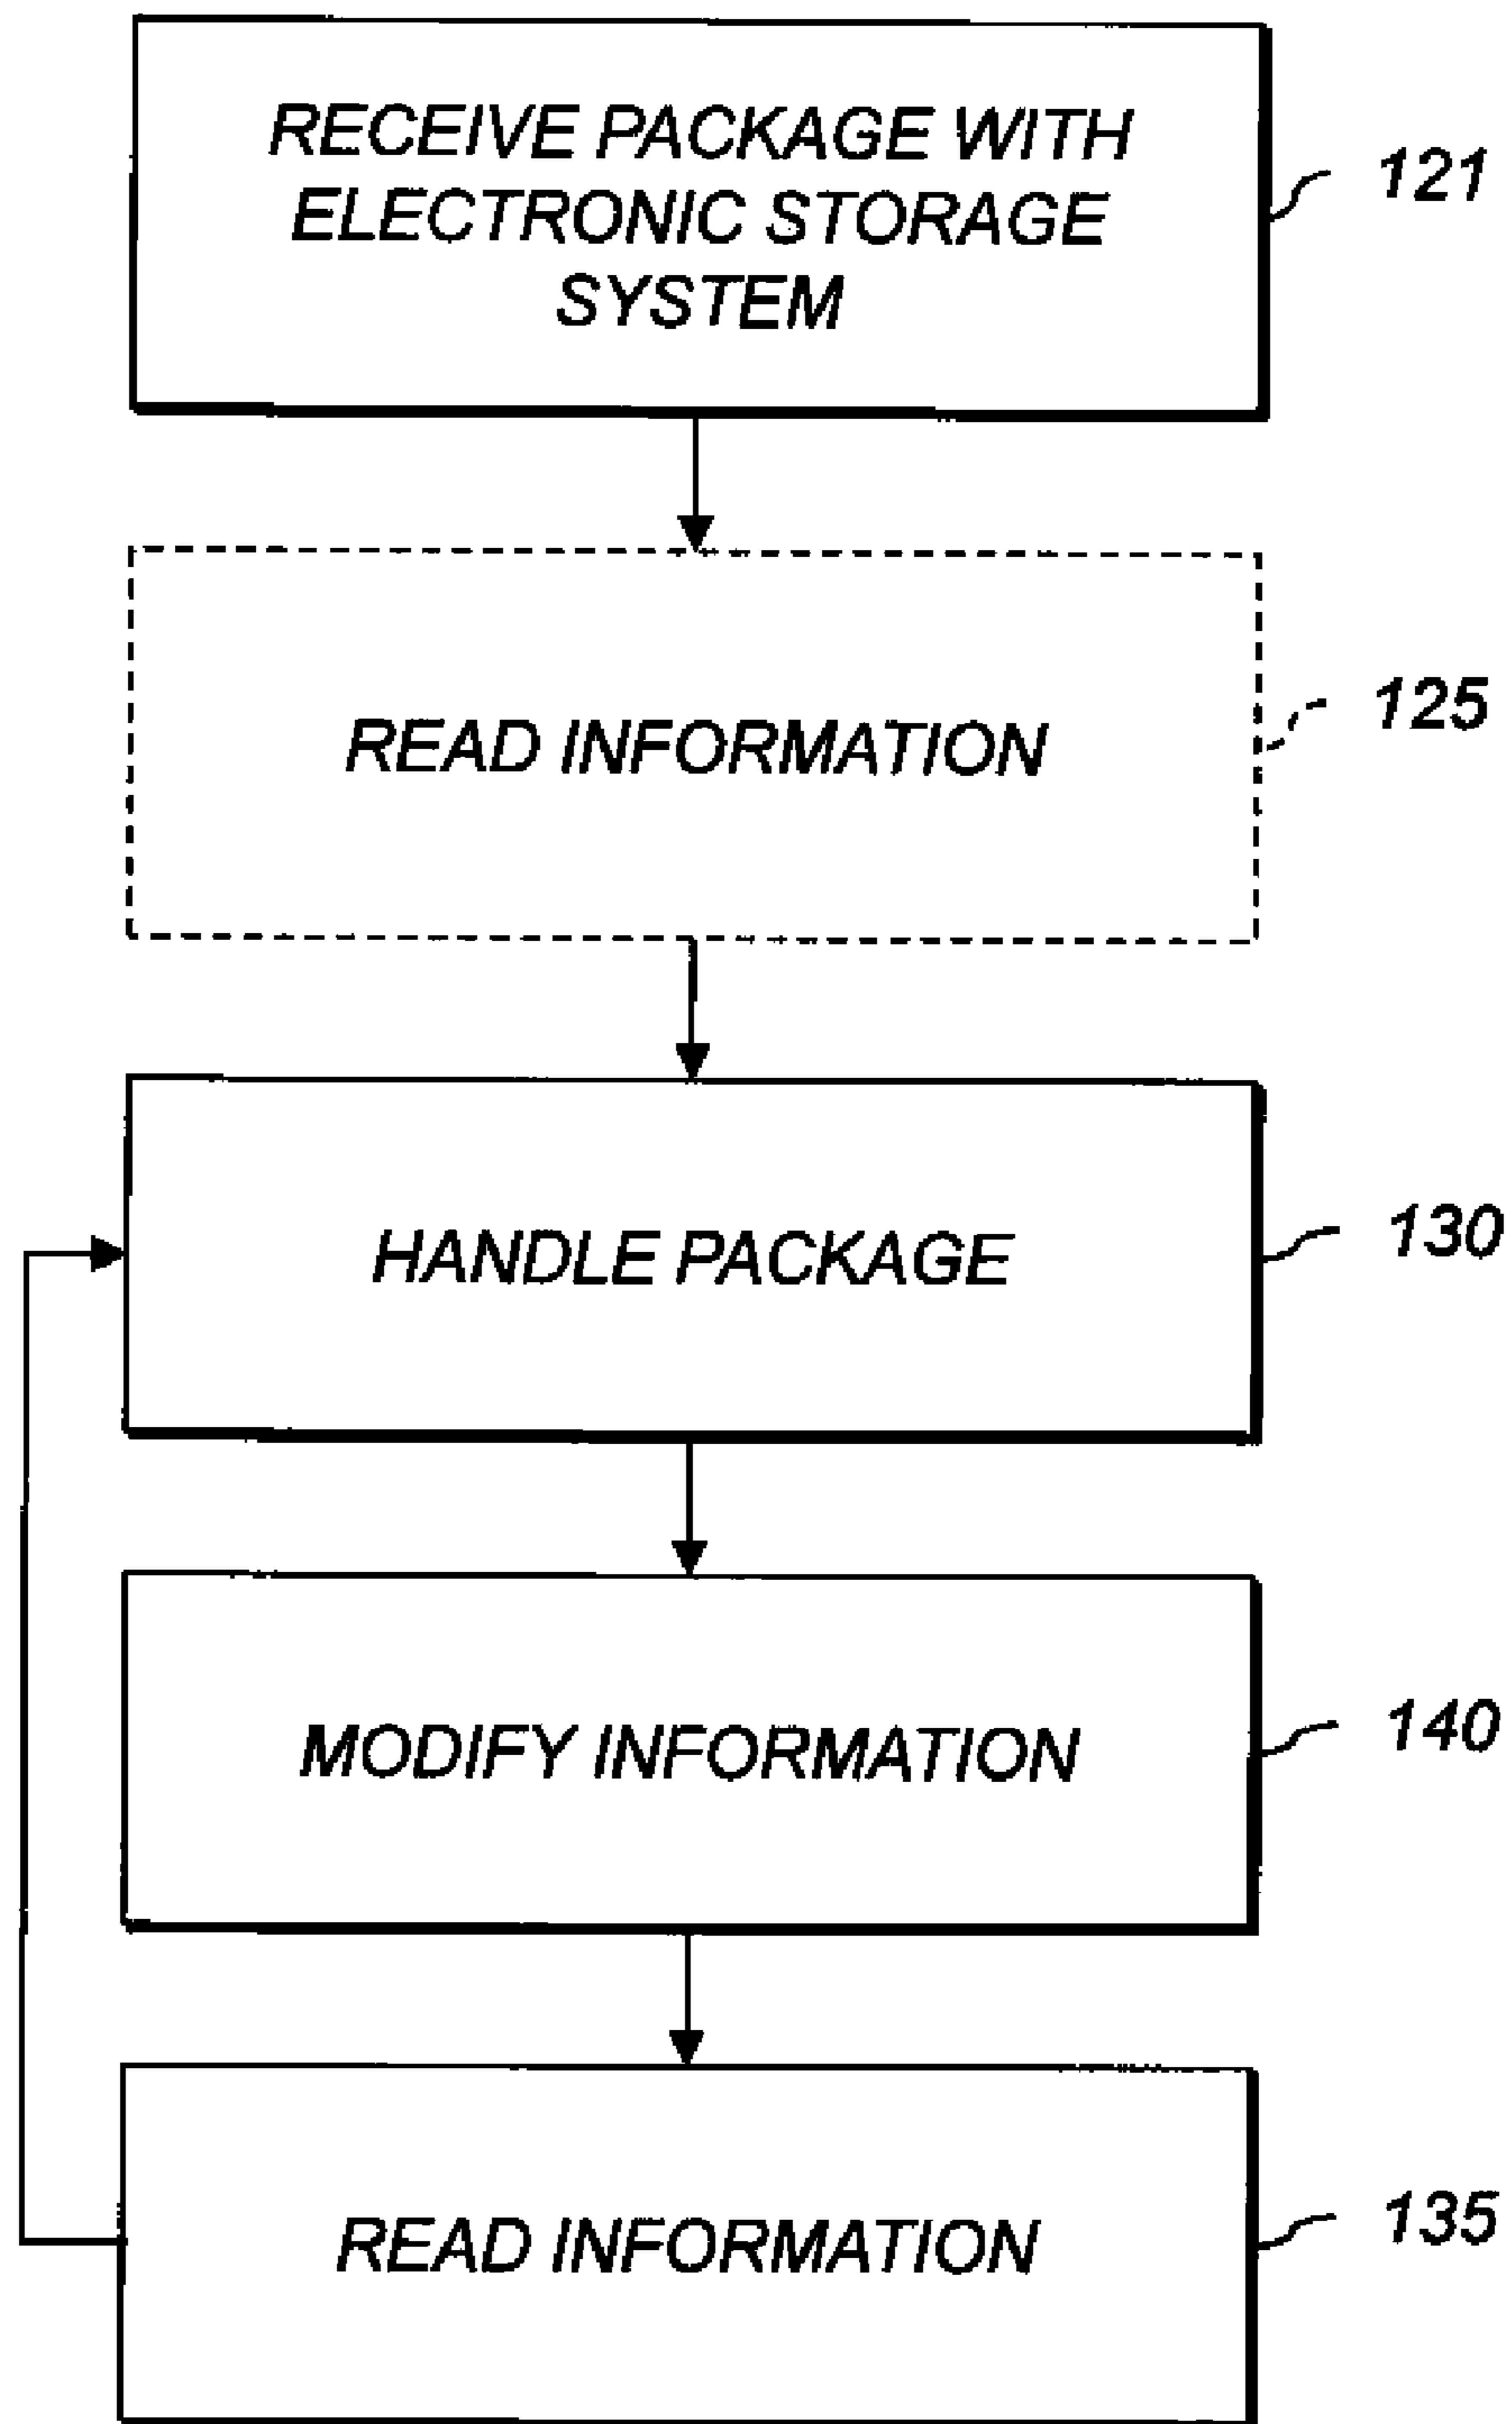 RECEIVE PACKAGE WITH
ELECTRONIC STORAGE
SYSTEM
121
READ INFORMATION
125
HANDLE PACKAGE
130
MODIFY INFORMATION
140
READ INFORMATION
135